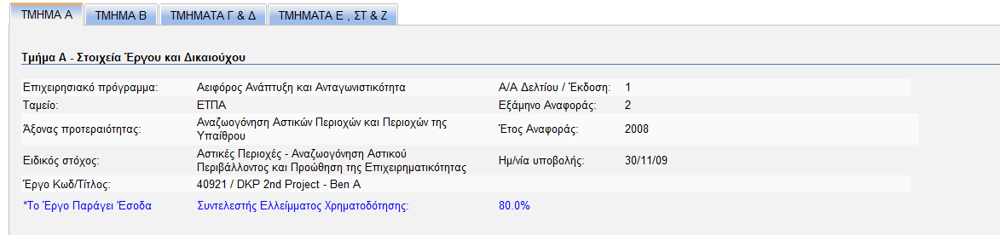 ΤΜΗΜΑ Α ΤΜΗΜΑ Β ΤΜΗΜΑΤΑ Γ & Δ ΤΜΗΜΑΤΑ Ε , ΣΤ & Ζ
Τμήμα Α - Στοιχεία Έργου και Δικαιούχου
Επιχειρησιακό πρόγραμμα: Αειφόρος Ανάπτυξη και Ανταγωνιστικότητα Α/Α Δελτίου / Έκδοση: 1
Ταμείο: ΕΤΠΑ Εξάμηνο Αναφοράς: 2
Άξονας προτεραιότητας: Αναζωογόνηση Αστικών Περιοχών και Περιοχών της Υπαίθρου Έτος Αναφοράς: 2008
Ειδικός στόχος: Αστικές Περιοχές - Αναζωογόνηση Αστικού Περιβάλλοντος και Προώθηση της Επιχειρηματικότητας Ημ/νία υποβολής: 30/11/09
Έργο Κωδ/Τίτλος: 40921 / DKP 2nd Project - Ben A
*Το Έργο Παράγει 'Εσοδα Συντελεστής Ελλείμματος Χρηματοδότησης: 80.0%